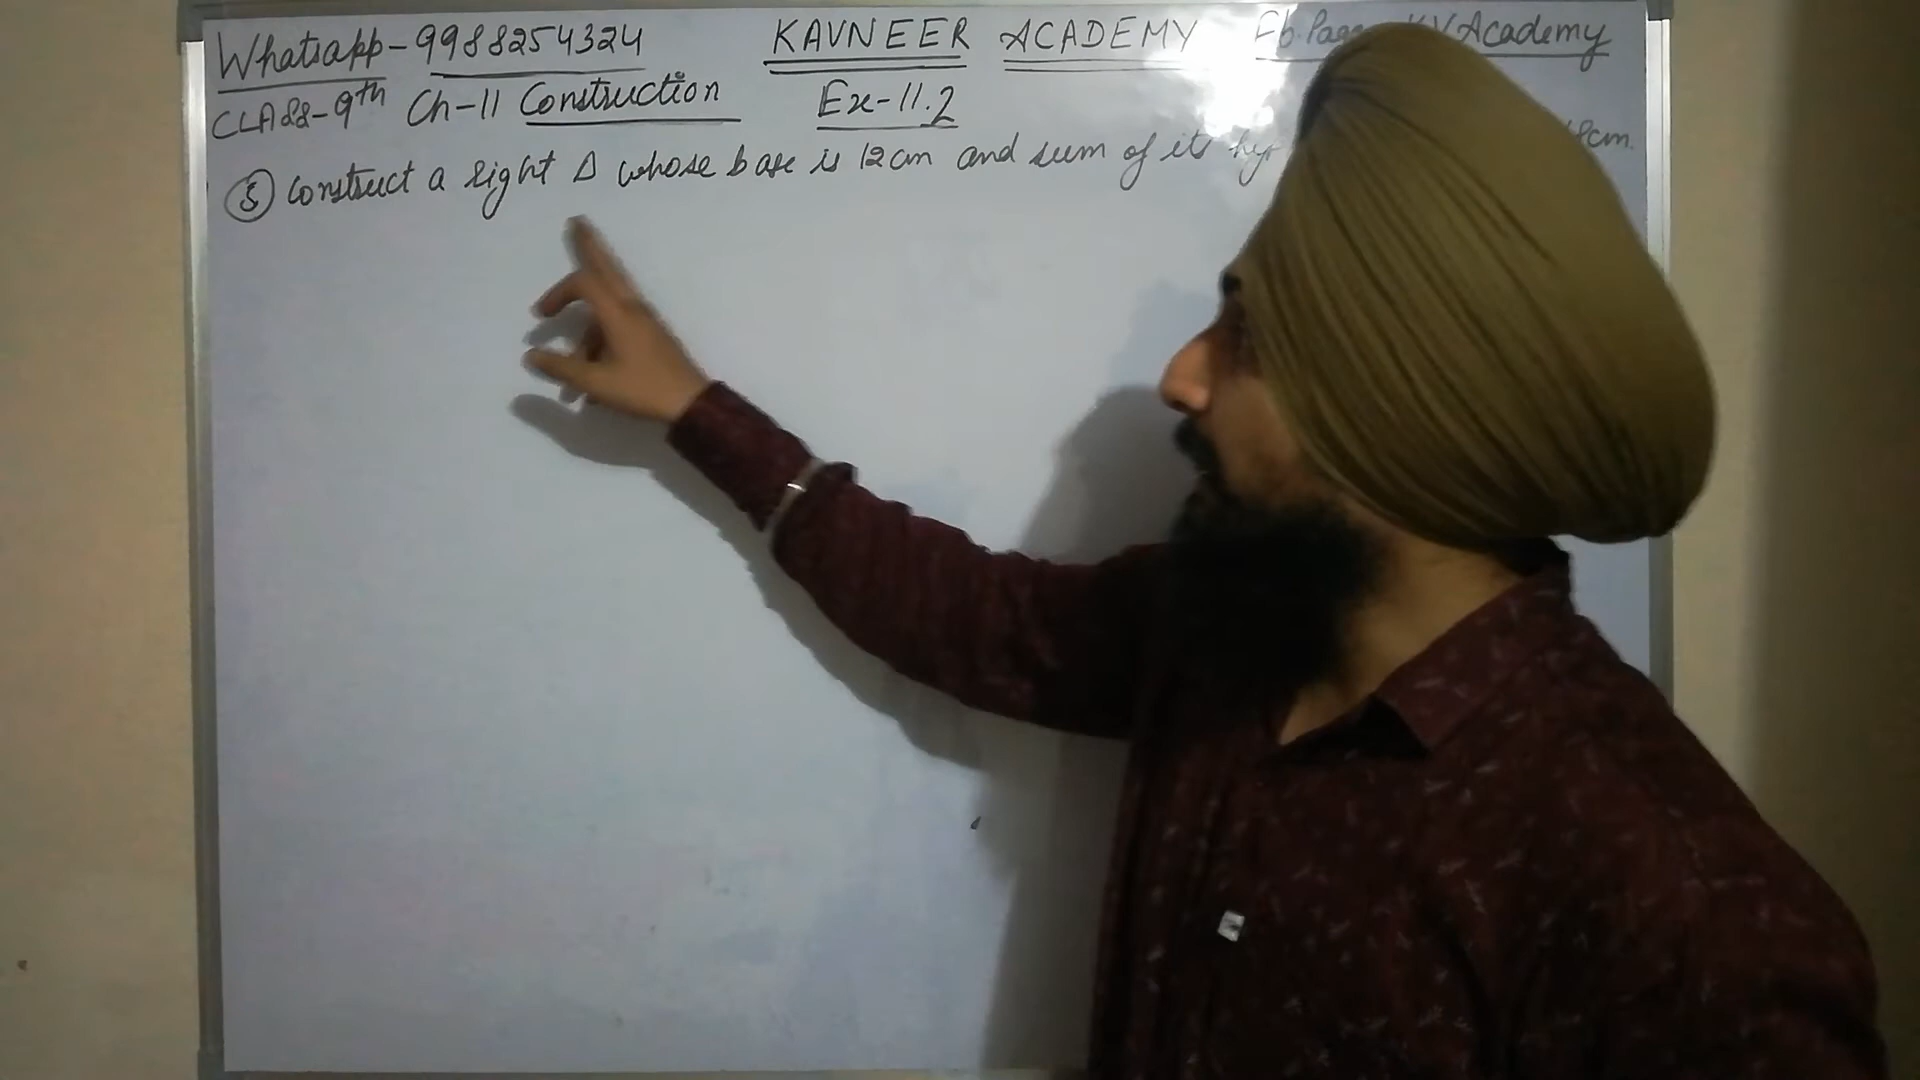 Whatsapp-9988254324 KAVNEER ACADEMY Fb.Page Academy
CLASS-9th Ch-11 Construction Ex-11.2
5 Construct a right Δ whose base is 12cm and sum of its hy 18cm.